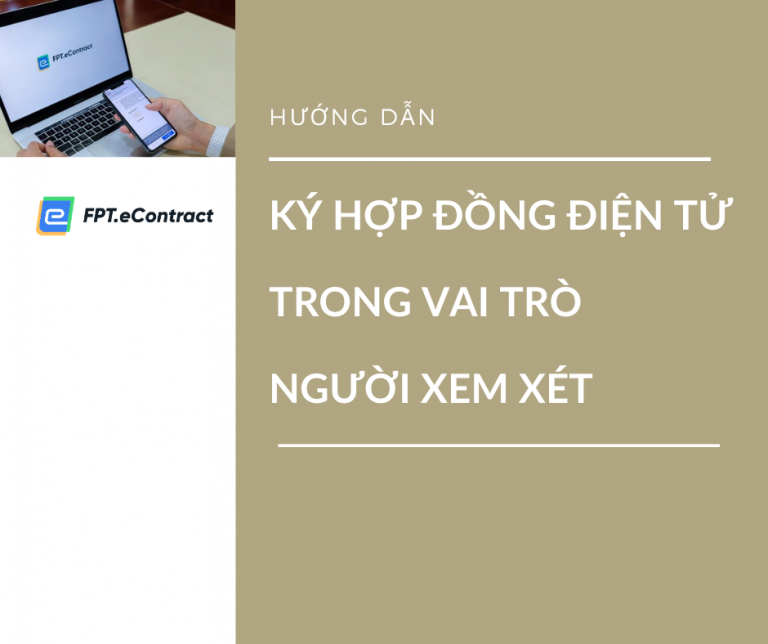 FPT.eContract
FPT.eContract
HƯỚNG DẪN
KÝ HỢP ĐỒNG ĐIỆN TỬ
TRONG VAI TRÒ
NGƯỜI XEM XÉT